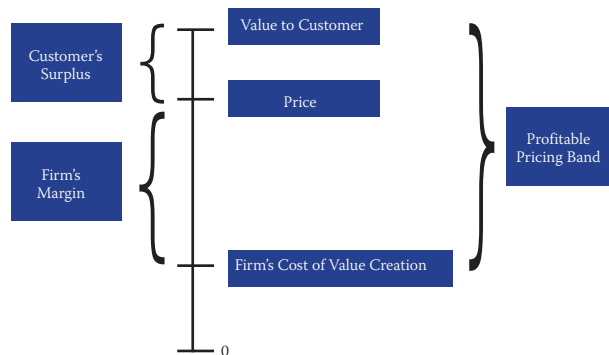 Value to Customer
Customer's
Surplus
Price
Profitable
Pricing Band
Firm's
Margin
Firm's Cost of Value Creation
0